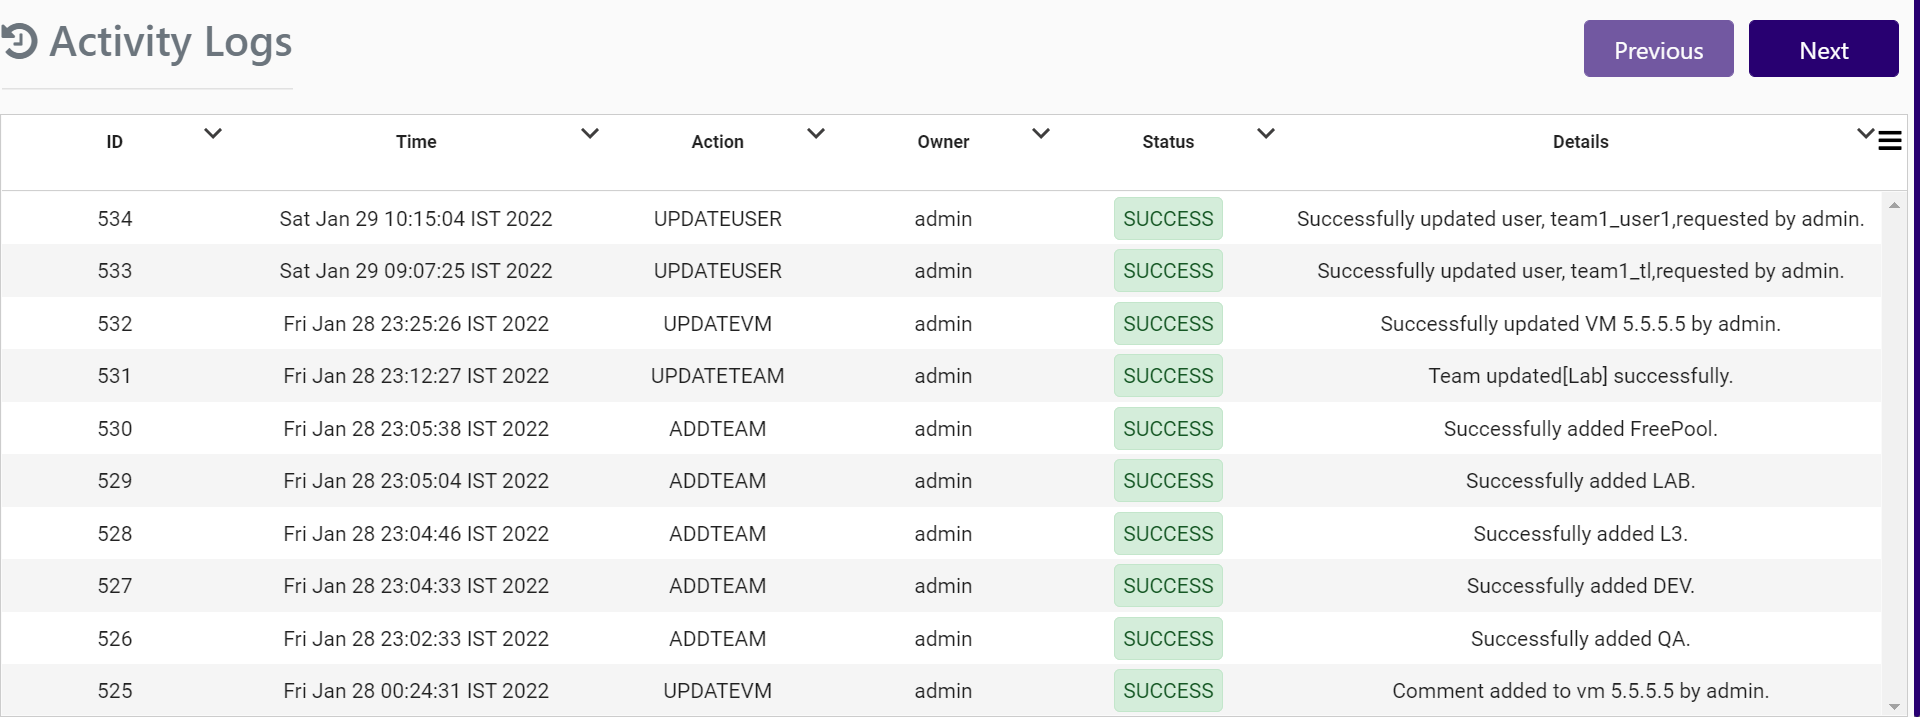 Activity Logs
Previous Next
ID Time Action Owner Status Details
534 Sat Jan 29 10:15:04 IST 2022 UPDATEUSER admin SUCCESS Successfully updated user, team1_user1,requested by admin.
533 Sat Jan 29 09:07:25 IST 2022 UPDATEUSER admin SUCCESS Successfully updated user, team1_tl,requested by admin.
532 Fri Jan 28 23:25:26 IST 2022 UPDATEVM admin SUCCESS Successfully updated VM 5.5.5.5 by admin.
531 Fri Jan 28 23:12:27 IST 2022 UPDATETEAM admin SUCCESS Team updated[Lab] successfully.
530 Fri Jan 28 23:05:38 IST 2022 ADDTEAM admin SUCCESS Successfully added FreePool.
529 Fri Jan 28 23:05:04 IST 2022 ADDTEAM admin SUCCESS Successfully added LAB.
528 Fri Jan 28 23:04:46 IST 2022 ADDTEAM admin SUCCESS Successfully added L3.
527 Fri Jan 28 23:04:33 IST 2022 ADDTEAM admin SUCCESS Successfully added DEV.
526 Fri Jan 28 23:02:33 IST 2022 ADDTEAM admin SUCCESS Successfully added QA.
525 Fri Jan 28 00:24:31 IST 2022 UPDATEVM admin SUCCESS Comment added to vm 5.5.5.5 by admin.